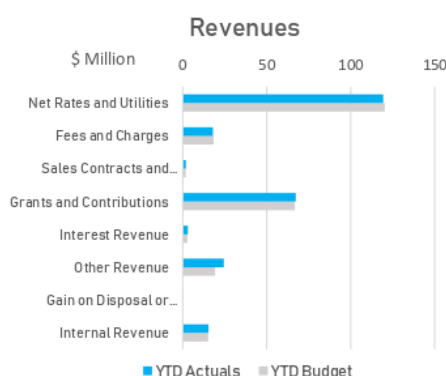 Revenues
$ Million
0 50 100 150
Net Rates and Utilities
Fees and Charges
Sales Contracts and...
Grants and Contributions
Interest Revenue
Other Revenue
Gain on Disposal or...
Internal Revenue
YTD Actuals YTD Budget